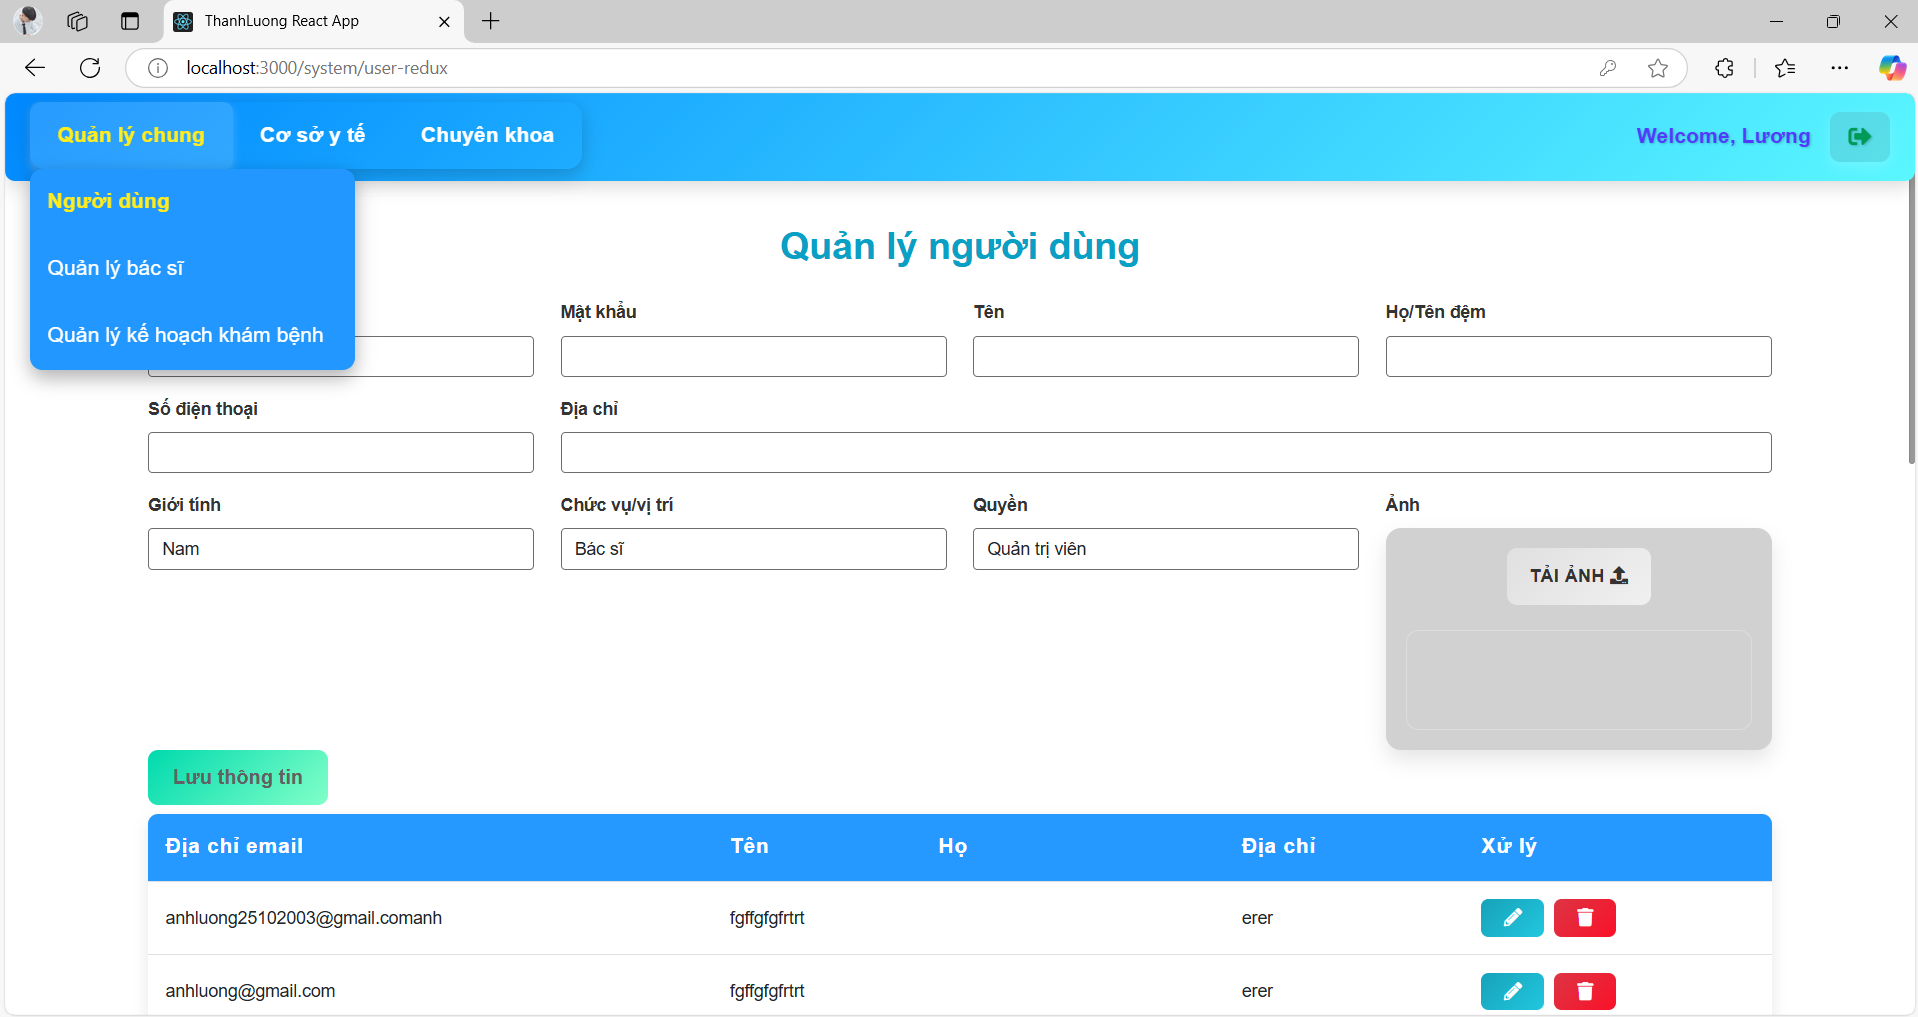 ThanhLuong React App
localhost:3000/system/user-redux
Quản lý chung
Cơ sở y tế
Chuyên khoa
Welcome, Lương
Người dùng
Quản lý bác sĩ
Quản lý kế hoạch khám bệnh
Quản lý người dùng
Mật khẩu
Tên
Họ/Tên đệm
Số điện thoại
Địa chỉ
Giới tính
Chức vụ/vị trí
Quyền
Ảnh
Nam
Bác sĩ
Quản trị viên
TẢI ẢNH
Lưu thông tin
Địa chỉ email Tên Họ Địa chỉ Xử lý
anhluong25102003@gmail.comanh fgffgfgfrtrt erer
anhluong@gmail.com fgffgfgfrtrt erer